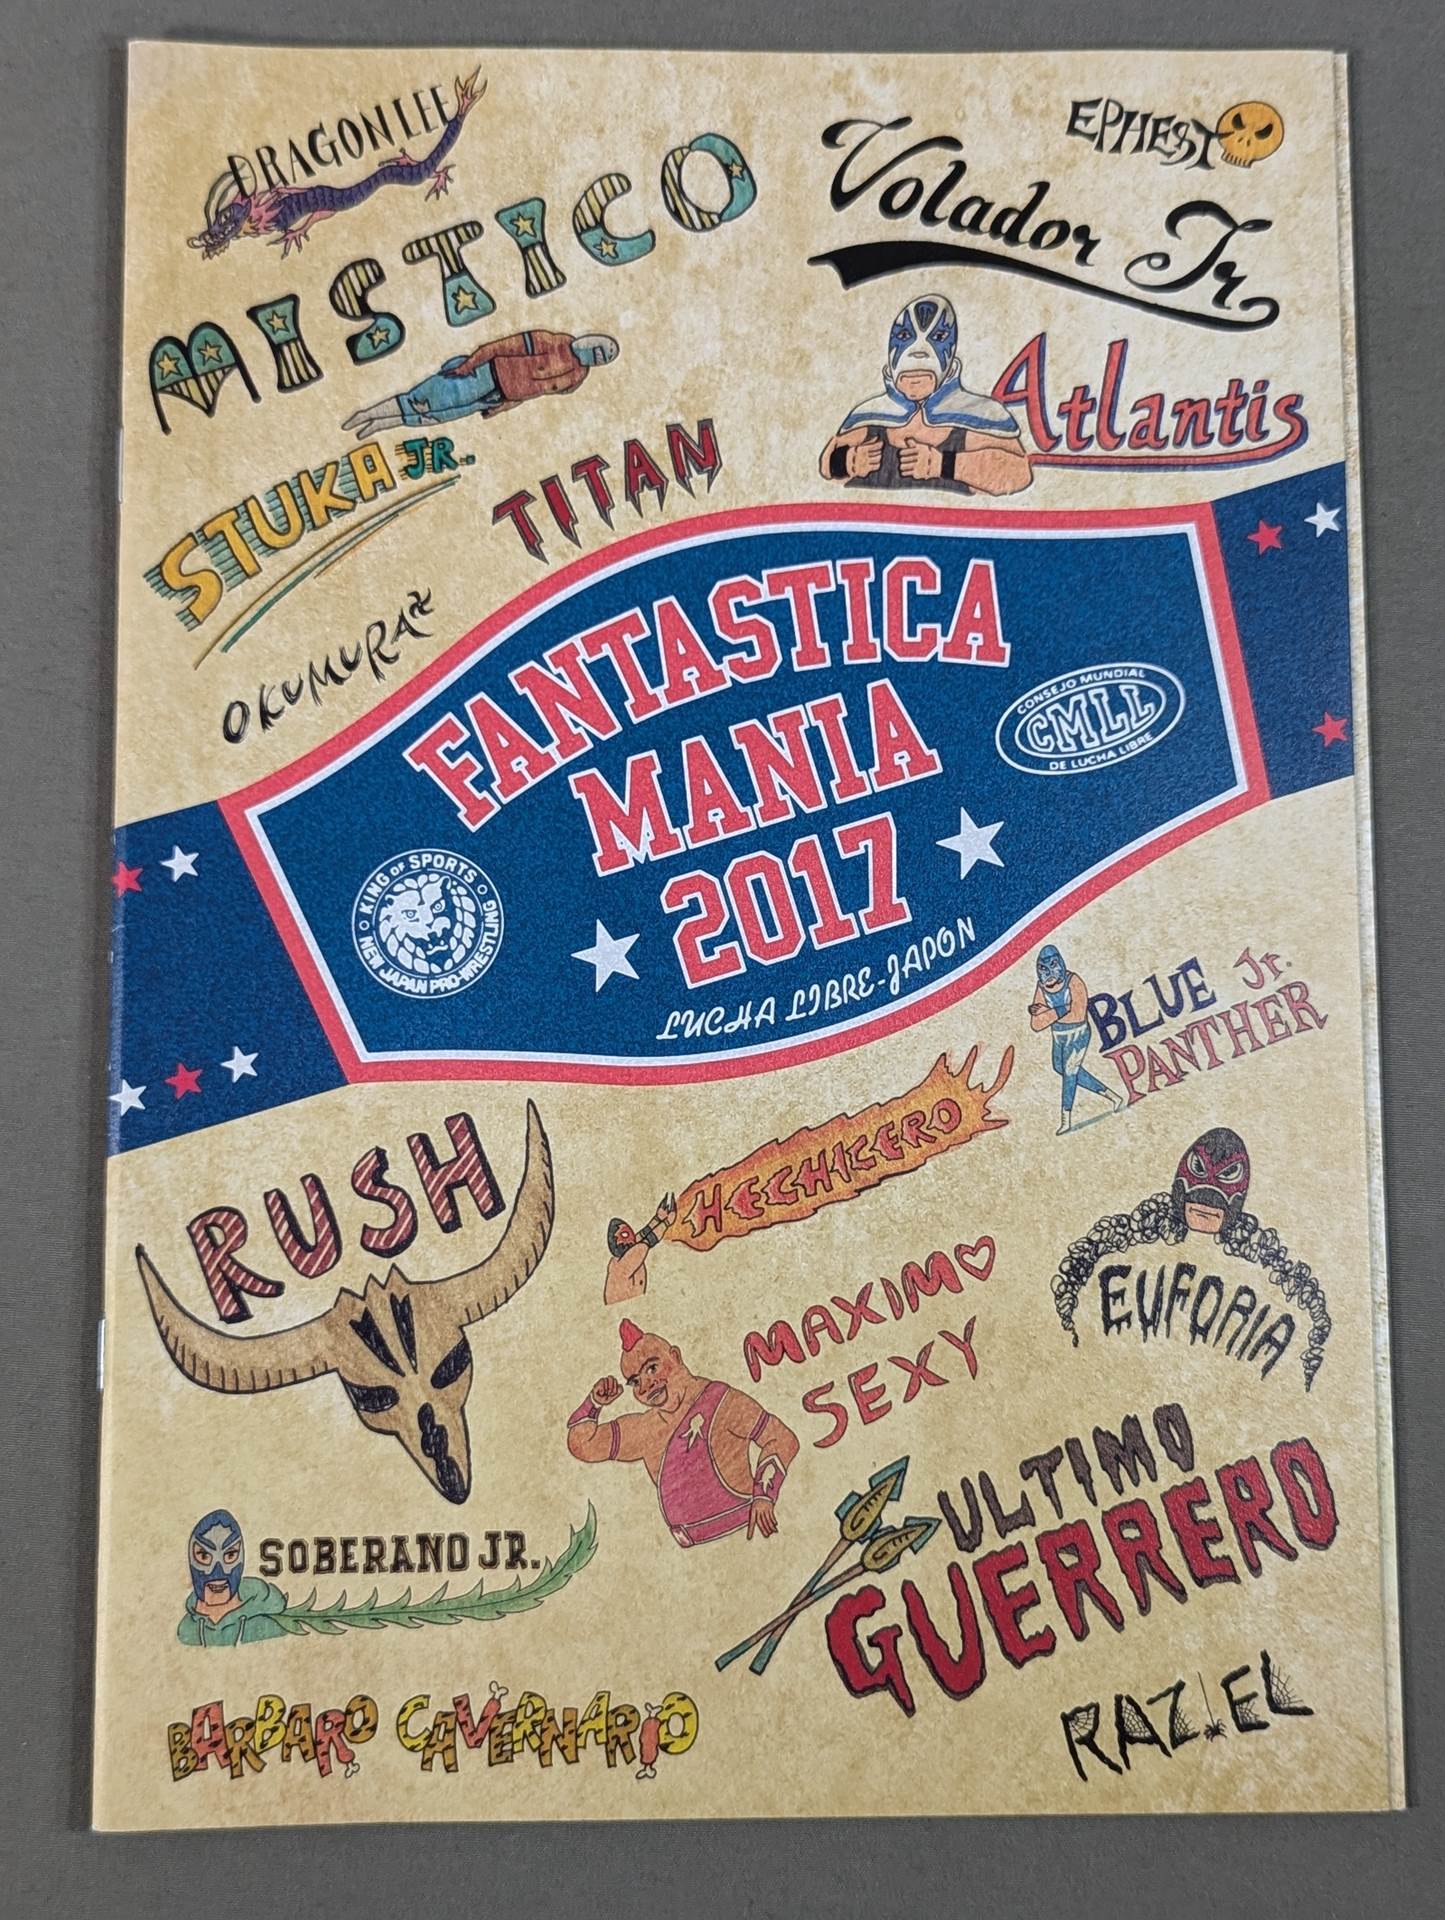 DRAGON LEE
EPHESTO
MISTICO
Volador Jr.
Atlantis
STUKA JR.
TITAN
OKUMURA
FANTASTICA
MANIA
2017
LUCHA LIBRE-JAPON
CONSEJO MUNDIAL
CMLL
DE LUCHA LIBRE
KING OF SPORTS
NEW JAPAN PRO-WRESTLING
BLUE Jr.
PANTHER
RUSH
HECHICERO
EUFORIA
MAXIMO
SEXY
ULTIMO
GUERRERO
SOBERANO JR.
BARBARO CAVERNARIO
RAZIEL